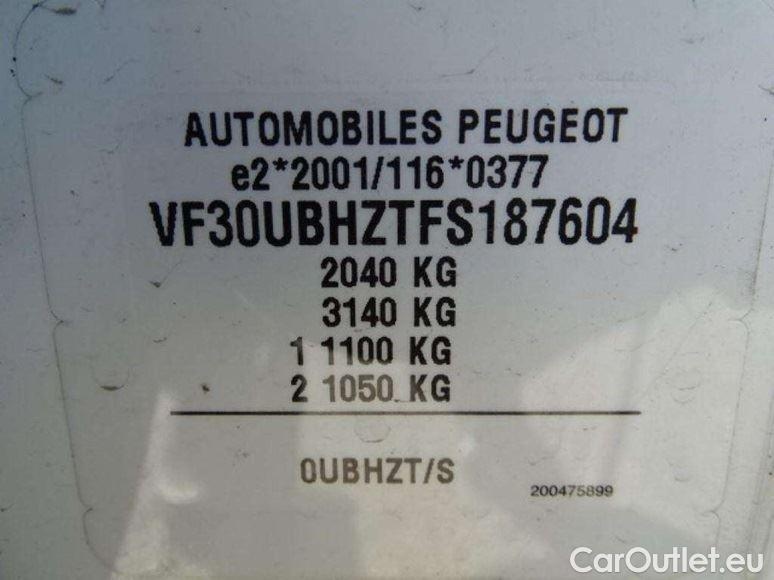 AUTOMOBILES PEUGEOT
e2*2001/116*0377
VF30UBHZTFS187604
2040 KG
3140 KG
1 1100 KG
2 1050 KG
0UBHZT/S
200475899
CarOutlet.eu